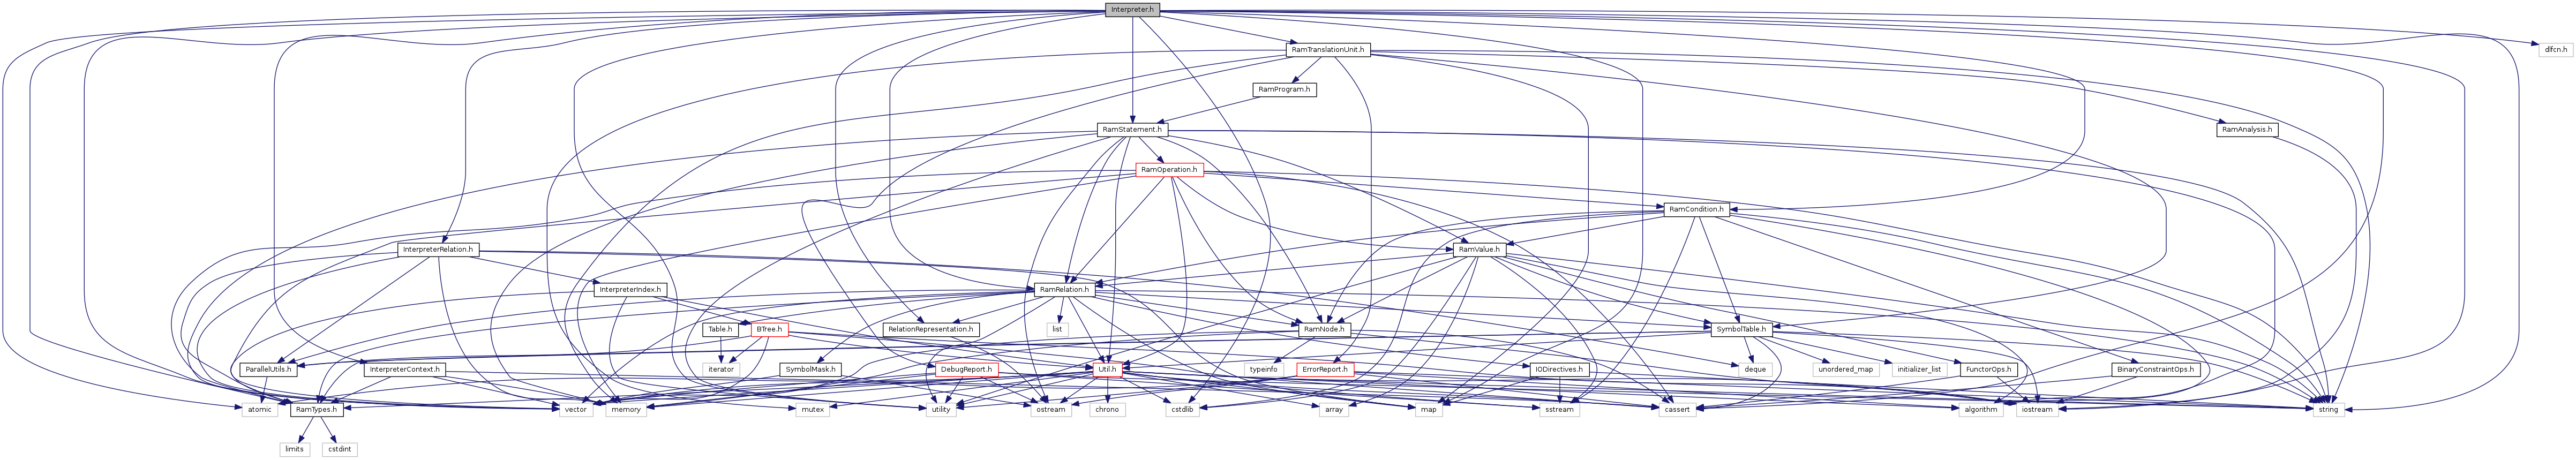 Interpreter.h
RamTranslationUnit.h
dlfcn.h
RamProgram.h
RamStatement.h
RamAnalysis.h
RamOperation.h
RamCondition.h
InterpreterRelation.h
RamValue.h
InterpreterIndex.h
RamRelation.h
Table.h
BTree.h
RelationRepresentation.h
list
RamNode.h
SymbolTable.h
ParallelUtils.h
InterpreterContext.h
iterator
SymbolMask.h
DebugReport.h
Util.h
typeinfo
ErrorReport.h
IODirectives.h
deque
unordered_map
initializer_list
FunctorOps.h
BinaryConstraintOps.h
atomic
RamTypes.h
vector
memory
mutex
utility
ostream
chrono
cstdlib
array
map
sstream
cassert
algorithm
iostream
string
limits
cstdint